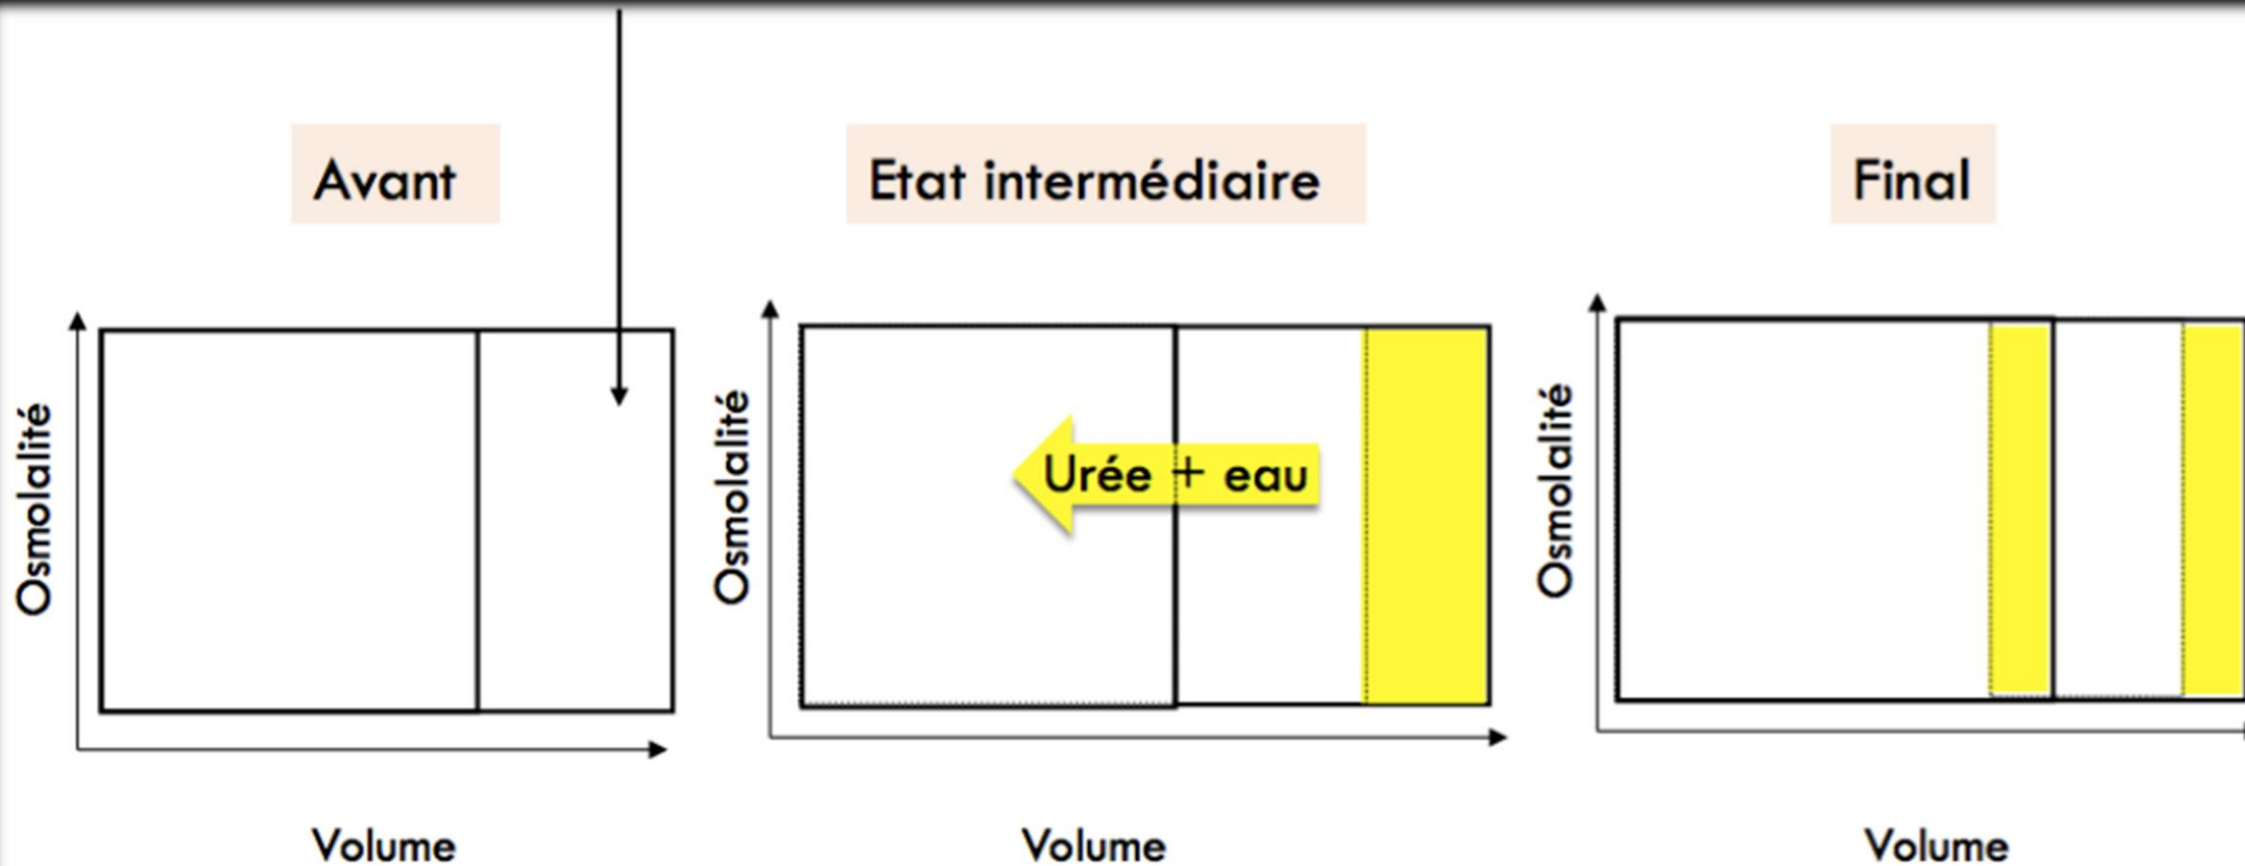 Avant
Etat intermédiaire
Final
Osmolalité
Osmolalité
Urée + eau
Osmolalité
Volume
Volume
Volume